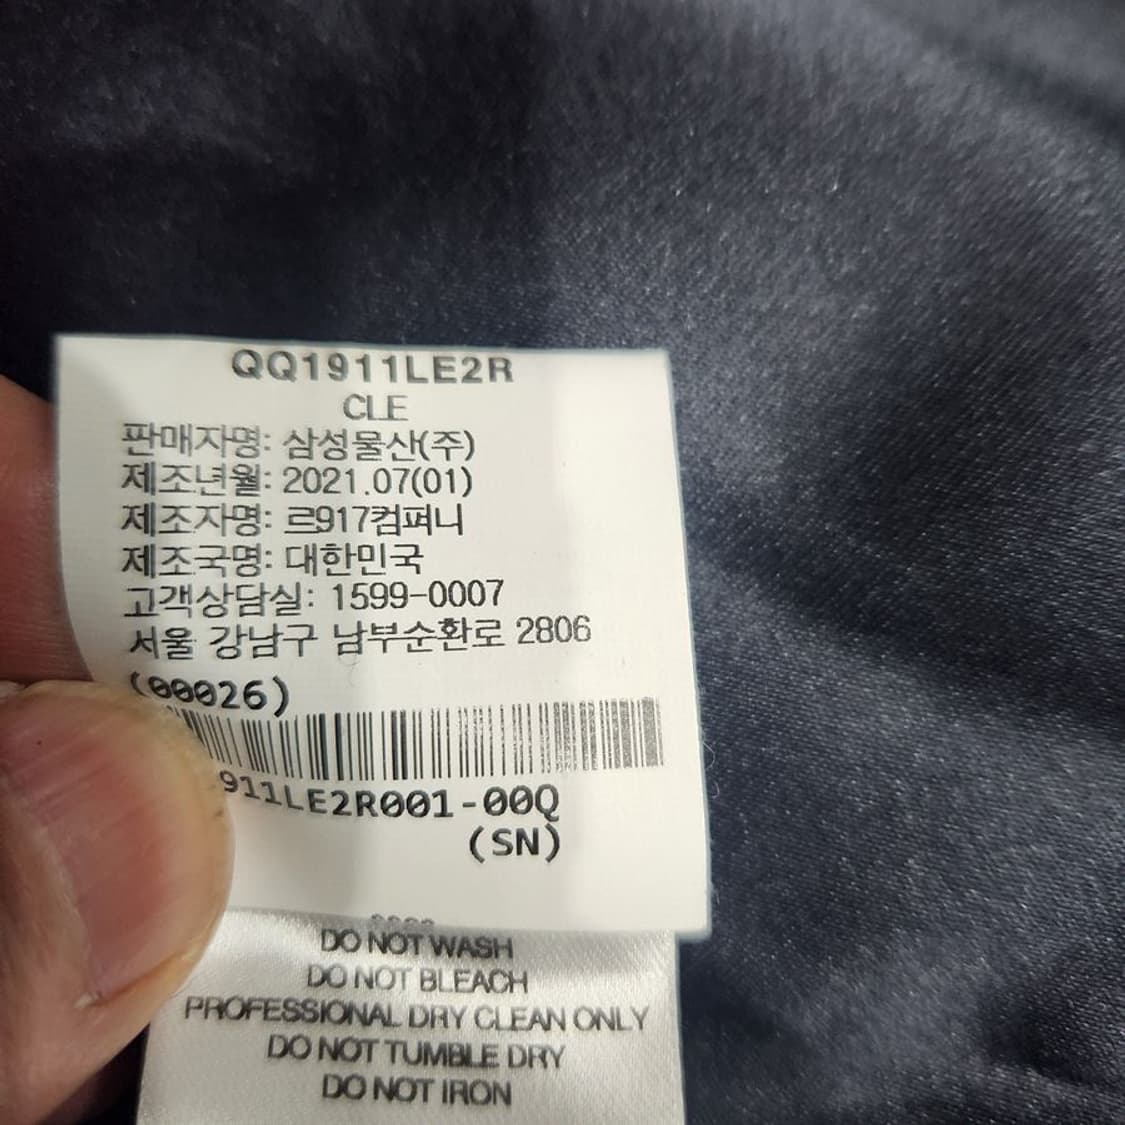 QQ1911LE2R
CLE
판매자명: 삼성물산(주)
제조년월: 2021.07(01)
제조자명: 르917컴퍼니
제조국명: 대한민국
고객상담실: 1599-0007
서울 강남구 남부순환로 2806
(00026)
911LE2R001-00Q
(SN)
DO NOT WASH
DO NOT BLEACH
PROFESSIONAL DRY CLEAN ONLY
DO NOT TUMBLE DRY
DO NOT IRON